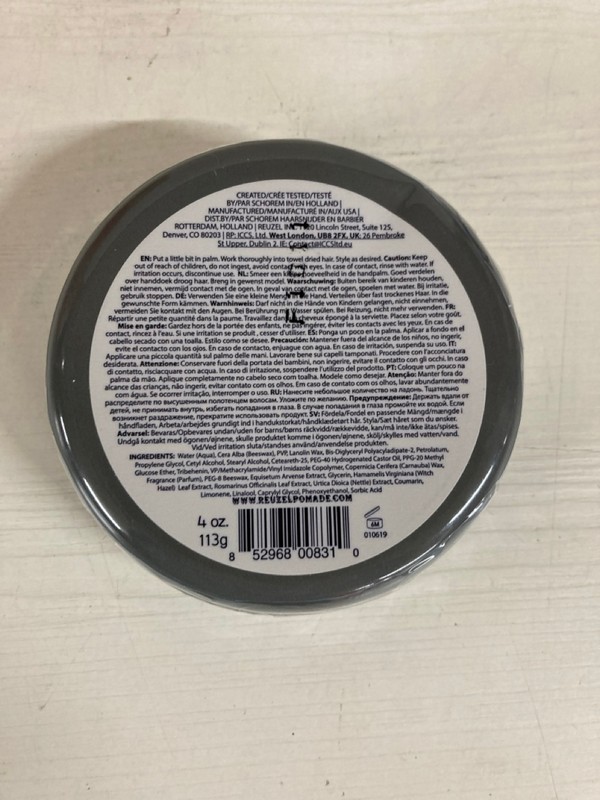 CREATED/CRÉE TESTED/TESTÉ
BY/PAR SCHOREM IN/EN HOLLAND |
MANUFACTURED/MANUFACTURÉ IN/AUX USA |
DIST.BY/PAR SCHOREM HAARSNIJDER EN BARBIER
ROTTERDAM, HOLLAND | REUZEL Lincoln Street, Suite 125,
Denver, CO 80203 | RP: ICCS, Ltd. West London, UB8 2FX, UK: 26 Pembroke
St Upper, Dublin 2, IE: Contact@ICCSltd.eu
EN: Put a little bit in palm. Work thoroughly into towel dried hair. Style as desired. Caution: Keep
out of reach of children, do not ingest, avoid contact eyes. In case of contact, rinse with water. If
irritation occurs, discontinue use. NL: Smeer een hoeveelheid in de handpalm. Goed verdelen
over handdoek droog haar. Breng in gewenst model. Waarschuwing: Buiten bereik van kinderen houden,
niet innemen, vermijd contact met de ogen. In geval van contact met de ogen, spoelen met water. Bij irritatie,
gebruik stoppen. DE: Verwenden Sie eine kleine Menge Hand. Verteilen über fast trockenes Haar. In
gewunschte Form kämmen. Warnhinweis: Darf nicht in die Hände von Kindern gelangen, nicht einnehmen,
vermeiden Sie kontakt mit den Augen. Bei Berührung mit Wasser spülen. Bei Reizung, nicht mehr verwenden. FR:
Répartir une petite quantité dans la paume. Travaillez dans cheveux épongé à la serviette. Placez selon votre goût.
Mise en garde: Gardez hors de la portée des enfants, ne pas ingérer, éviter les contacts avec les yeux. En cas de
contact, rincez à l'eau. Si une irritation se produit, cesser d'utiliser. ES: Ponga un poco en la palma. Aplicar a fondo en el
cabello secado con una toalla. Estilo como se desee. Precaución: Mantener fuera del alcance de los niños, no ingerir,
evite el contacto con los ojos. En caso de contacto, enjuague con agua. En caso de irritación, suspenda su uso. IT:
Applicare una piccola quantità sul palmo delle mani. Lavorare bene sui capelli tamponati. Procedere con l'acconciatura
desiderata. Attenzione: Conservare fuori della portata dei bambini, non ingerire, evitare il contatto con gli occhi. In caso
di contatto, risciacquare con acqua. In caso di irritazione, sospendere l'utilizzo del prodotto. PT: Coloque um pouco na
palma da mão. Aplique completamente no cabelo seco com toalha. Modele como desejar. Atenção: Manter fora do
alcance das crianças, não ingerir, evitar contato com os olhos. Em caso de contato com os olhos, lavar abundantemente
com água. Se ocorrer irritação, interromper o uso. RU: Нанесите небольшое количество на ладонь. Тщательно
распределите по высушенным полотенцем волосам. Уложите по желанию. Предупреждение: Держать вдали от
детей, не принимать внутрь, избегать попадания в глаза. В случае попадания в глаза промойте их водой. Если
возникнет раздражение, прекратите использовать продукт. SV: Fördela/Fordel en passende Mängd/mængde i
håndfladen, Arbeta/arbejdes grundigt ind i handukstorkat/håndklædetørt hår. Style/Sæt håret som du ønsker.
Advarsel: Bevaras/Opbevares undan/uden for barns/børns räckvidd/rækkevidde, kan/må inte/ikke ätas/spises.
Undgå kontakt med ögonen/øjnene, skulle produktet komme i ögonen/øjnene, skölj/skylles med vatten/vand.
Vid/Ved irritation sluta/standses användning/anvendelse produkten.
INGREDIENTS: Water (Aqua), Cera Alba (Beeswax), PVP, Lanolin Wax, Bis-Diglyceryl Polyacyladipate-2, Petrolatum,
Propylene Glycol, Cetyl Alcohol, Stearyl Alcohol, Ceteareth-25, PEG-40 Hydrogenated Castor Oil, PPG-20 Methyl
Glucose Ether, Tribehenin, VP/Methacrylamide/Vinyl Imidazole Copolymer, Copernicia Cerifera (Carnauba) Wax,
Fragrance (Parfum), PEG-8 Beeswax, Equisetum Arvense Extract, Glycerin, Hamamelis Virginiana (Witch
Hazel) Leaf Extract, Rosmarinus Officinalis Leaf Extract, Urtica Dioica (Nettle) Extract, Coumarin,
Limonene, Linalool, Caprylyl Glycol, Phenoxyethanol, Sorbic Acid
WWW.REUZELPOMADE.COM
4 oz.
113g
6M
010619
8 52968 00831 0